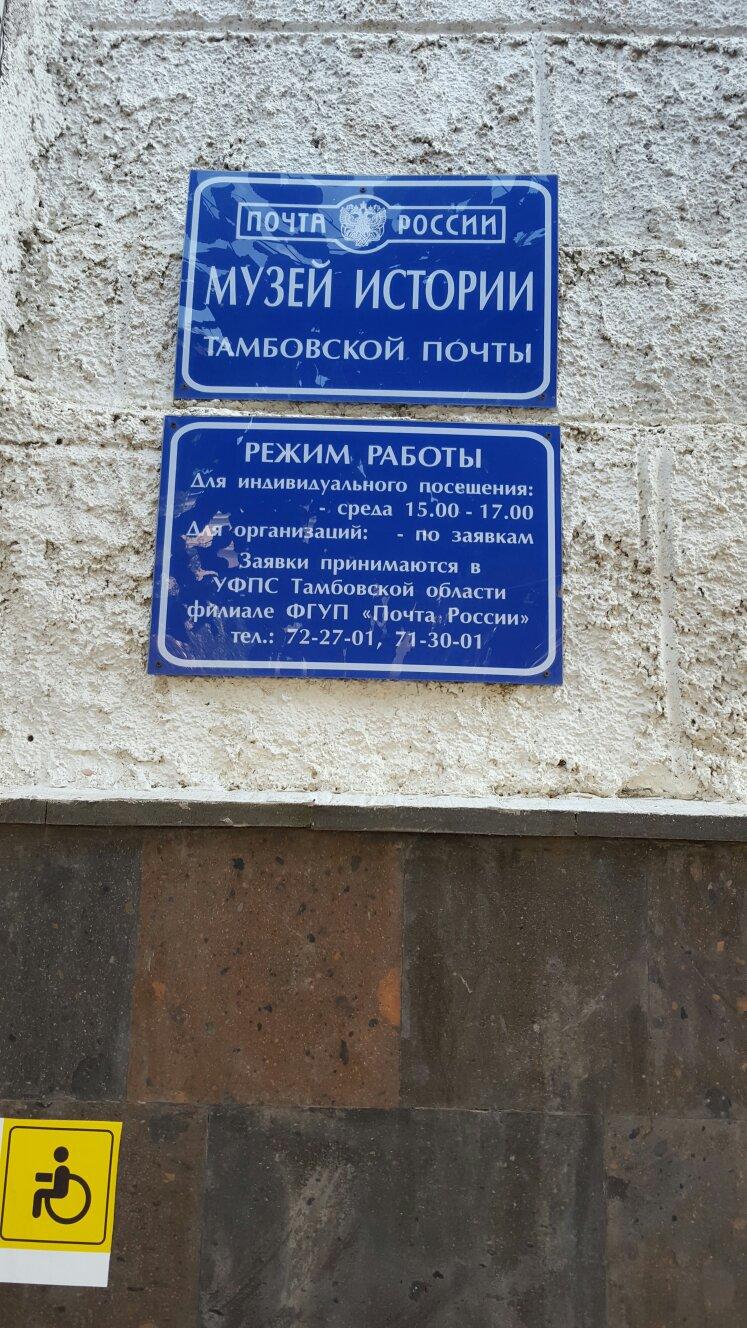 ПОЧТА РОССИИ
МУЗЕЙ ИСТОРИИ
ТАМБОВСКОЙ ПОЧТЫ
РЕЖИМ РАБОТЫ
Для индивидуального посещения:
- среда 15.00 - 17.00
Для организаций: - по заявкам
Заявки принимаются в
УФПС Тамбовской области
филиале ФГУП «Почта России»
тел.: 72-27-01, 71-30-01